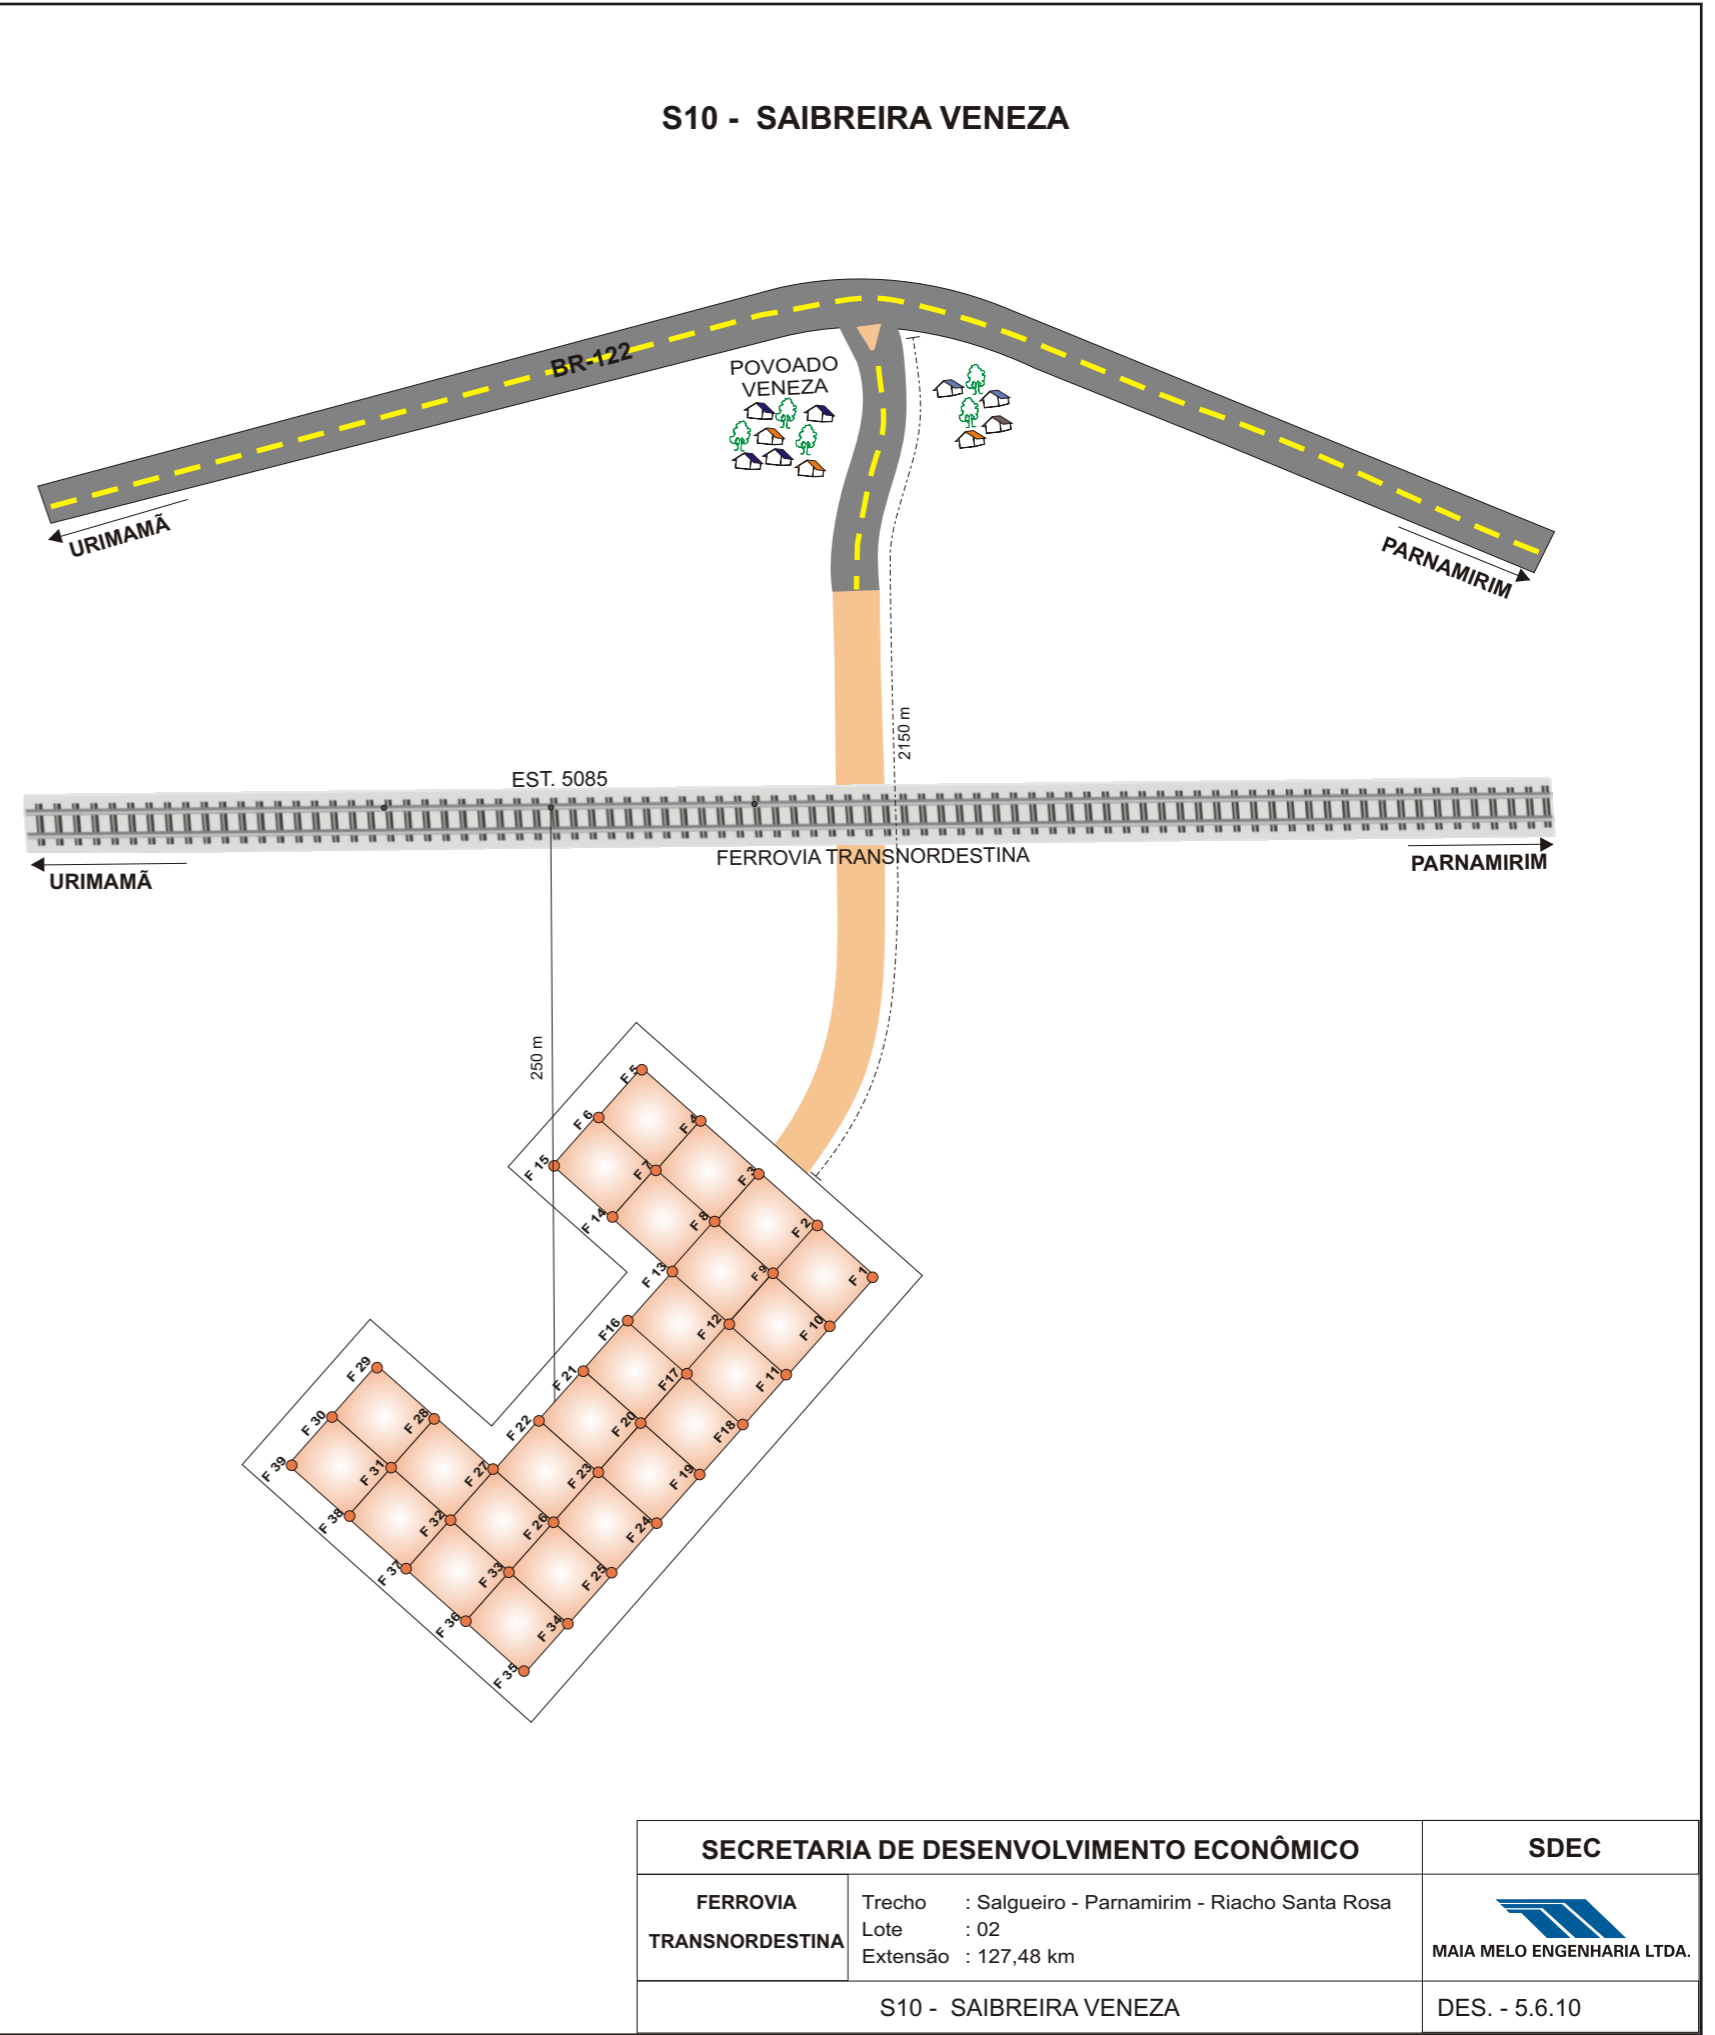 S10 - SAIBREIRA VENEZA
BR-122
POVOADO
VENEZA
URIMAMÃ
PARNAMIRIM
2150 m
EST. 5085
FERROVIA TRANSNORDESTINA
URIMAMÃ
PARNAMIRIM
250 m
F 5
F 6
F 4
F 15
F 7
F 3
F 14
F 8
F 2
F 13
F 9
F 1
F16
F 12
F 10
F 21
F17
F 11
F 29
F 30
F 28
F 22
F 20
F18
F 39
F 31
F 27
F 23
F 19
F 38
F 32
F 26
F 24
F 37
F 33
F 25
F 36
F 34
F 35
SECRETARIA DE DESENVOLVIMENTO ECONÔMICO
SDEC
FERROVIA
TRANSNORDESTINA
Trecho : Salgueiro - Parnamirim - Riacho Santa Rosa
Lote : 02
Extensão : 127,48 km
MAIA MELO ENGENHARIA LTDA.
S10 - SAIBREIRA VENEZA
DES. - 5.6.10